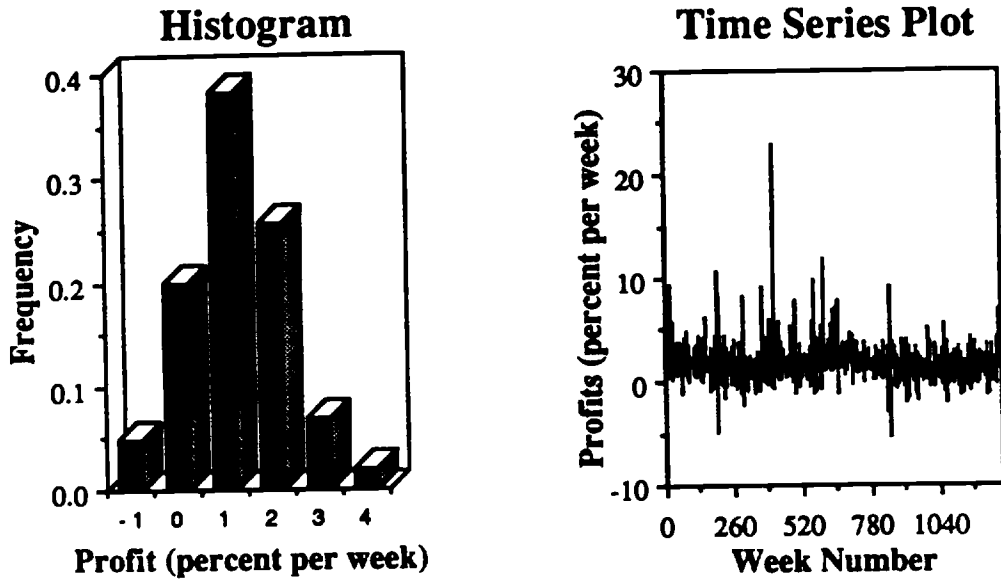 Histogram
0.4
0.3
0.2
0.1
0.0
Frequency
-1 0 1 2 3 4
Profit (percent per week)
Time Series Plot
30
20
10
0
-10
Profits (percent per week)
0 260 520 780 1040
Week Number